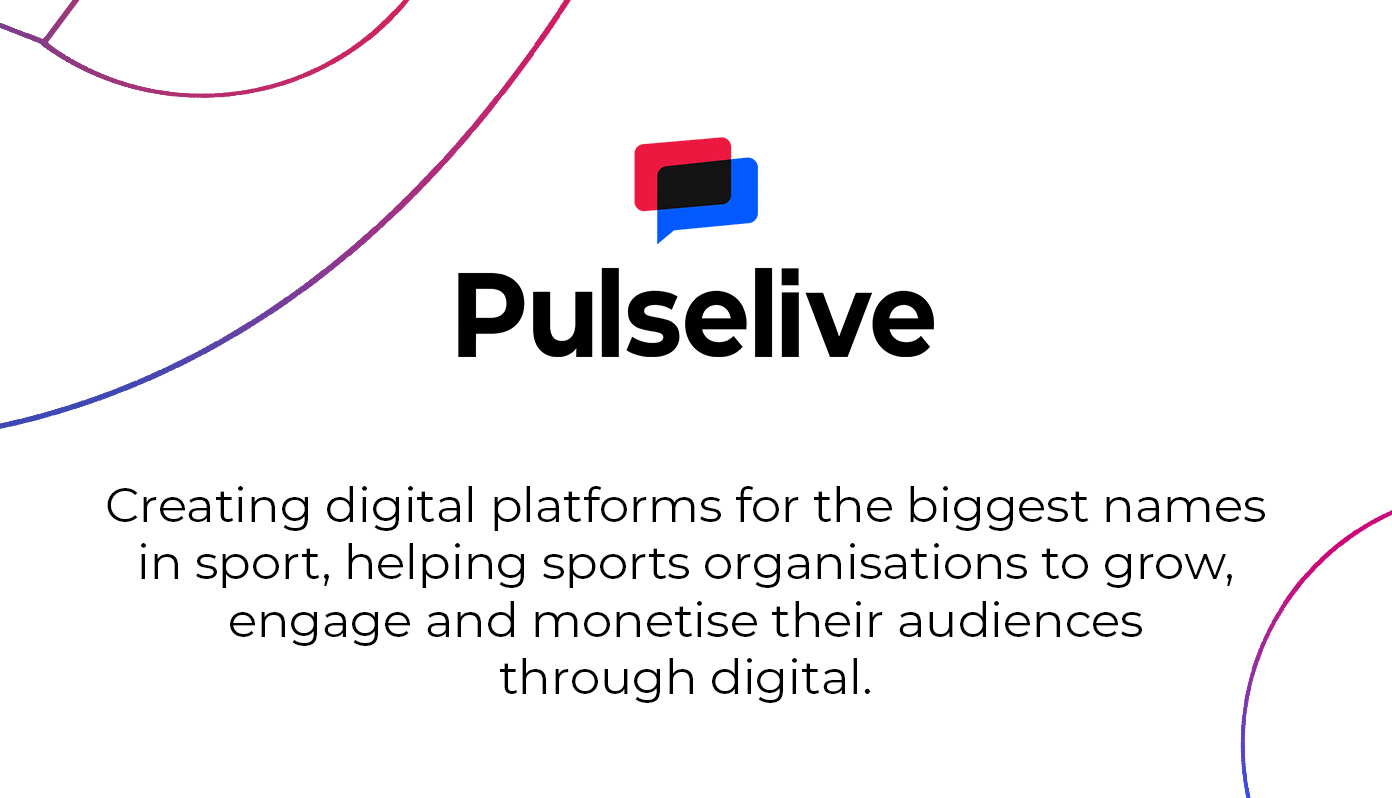 Pulselive
Creating digital platforms for the biggest names
in sport, helping sports organisations to grow,
engage and monetise their audiences
through digital.